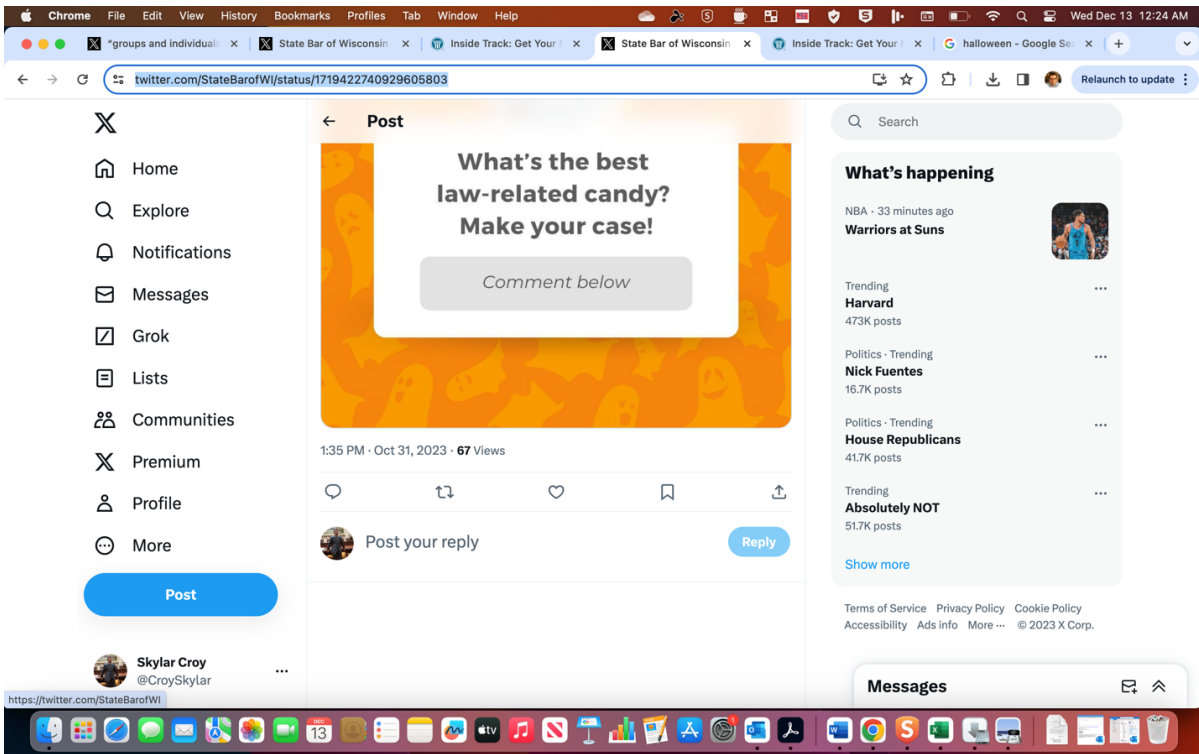 Chrome File Edit View History Bookmarks Profiles Tab Window Help Wed Dec 13 12:24 AM
"groups and individuals State Bar of Wisconsin Inside Track: Get Your State Bar of Wisconsin Inside Track: Get Your halloween - Google Sea
twitter.com/StateBarofWI/status/1719422740929605803 Relaunch to update
Post
What's the best
law-related candy?
Make your case!
Comment below
1:35 PM · Oct 31, 2023 · 67 Views
Post your reply
Reply
Home
Explore
Notifications
Messages
Grok
Lists
Communities
Premium
Profile
More
Post
Skylar Croy
@CroySkylar
https://twitter.com/StateBarofWI
Search
What's happening
NBA · 33 minutes ago
Warriors at Suns
Trending
Harvard
473K posts
Politics · Trending
Nick Fuentes
16.7K posts
Politics · Trending
House Republicans
41.7K posts
Trending
Absolutely NOT
51.7K posts
Show more
Terms of Service Privacy Policy Cookie Policy
Accessibility Ads info More ··· © 2023 X Corp.
Messages
DEC
13
tv